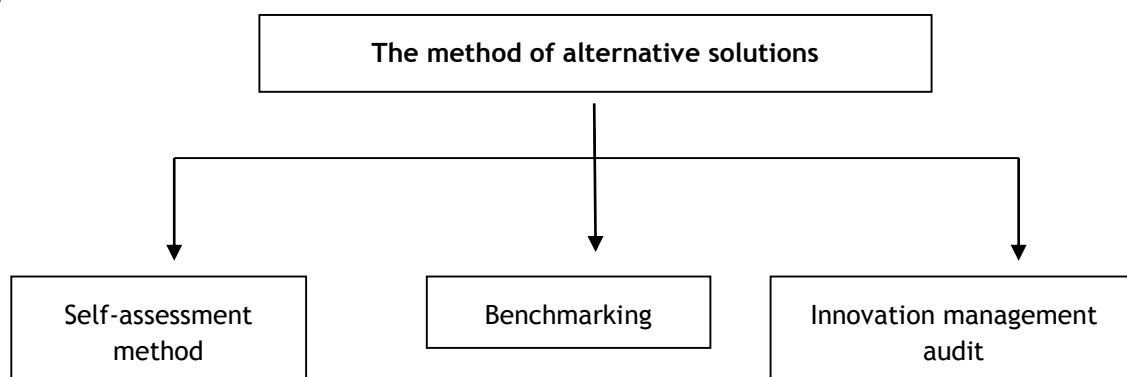 The method of alternative solutions
Self-assessment
method
Benchmarking
Innovation management
audit